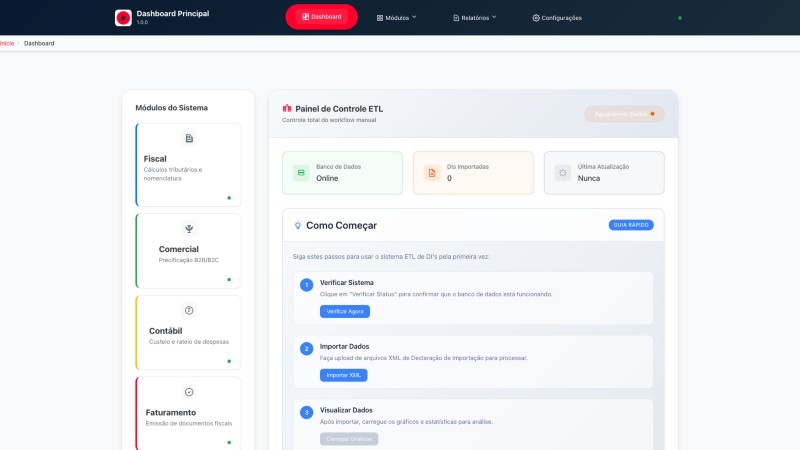 Dashboard Principal
1.0.0
Dashboard
Módulos
Relatórios
Configurações
Início
Dashboard
Módulos do Sistema
Fiscal
Cálculos tributários e
nomenclatura
Comercial
Precificação B2B/B2C
Contábil
Custeio e rateio de despesas
Faturamento
Emissão de documentos fiscais
Painel de Controle ETL
Controle total do workflow manual
Aguardando Dados
Banco de Dados
Online
DIs Importadas
0
Última Atualização
Nunca
Como Começar
GUIA RÁPIDO
Siga estes passos para usar o sistema ETL de DI's pela primeira vez:
1
Verificar Sistema
Clique em "Verificar Status" para confirmar que o banco de dados está funcionando.
Verificar Agora
2
Importar Dados
Faça upload de arquivos XML de Declaração de Importação para processar.
Importar XML
3
Visualizar Dados
Após importar, carregue os gráficos e estatísticas para análise.
Carregar Gráficos